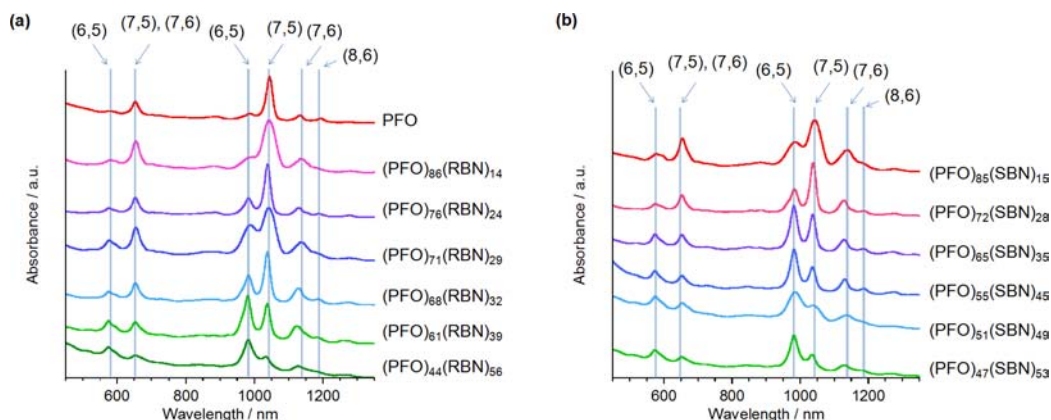 (a)
(6,5)
(7,5), (7,6)
(6,5)
(7,5)
(7,6)
(8,6)
PFO
(PFO)86(RBN)14
(PFO)76(RBN)24
(PFO)71(RBN)29
(PFO)68(RBN)32
(PFO)61(RBN)39
(PFO)44(RBN)56
Absorbance / a.u.
600
800
1000
1200
Wavelength / nm
(b)
(6,5)
(7,5), (7,6)
(6,5)
(7,5)
(7,6)
(8,6)
(PFO)85(SBN)15
(PFO)72(SBN)28
(PFO)65(SBN)35
(PFO)55(SBN)45
(PFO)51(SBN)49
(PFO)47(SBN)53
Absorbance / a.u.
600
800
1000
1200
Wavelength / nm